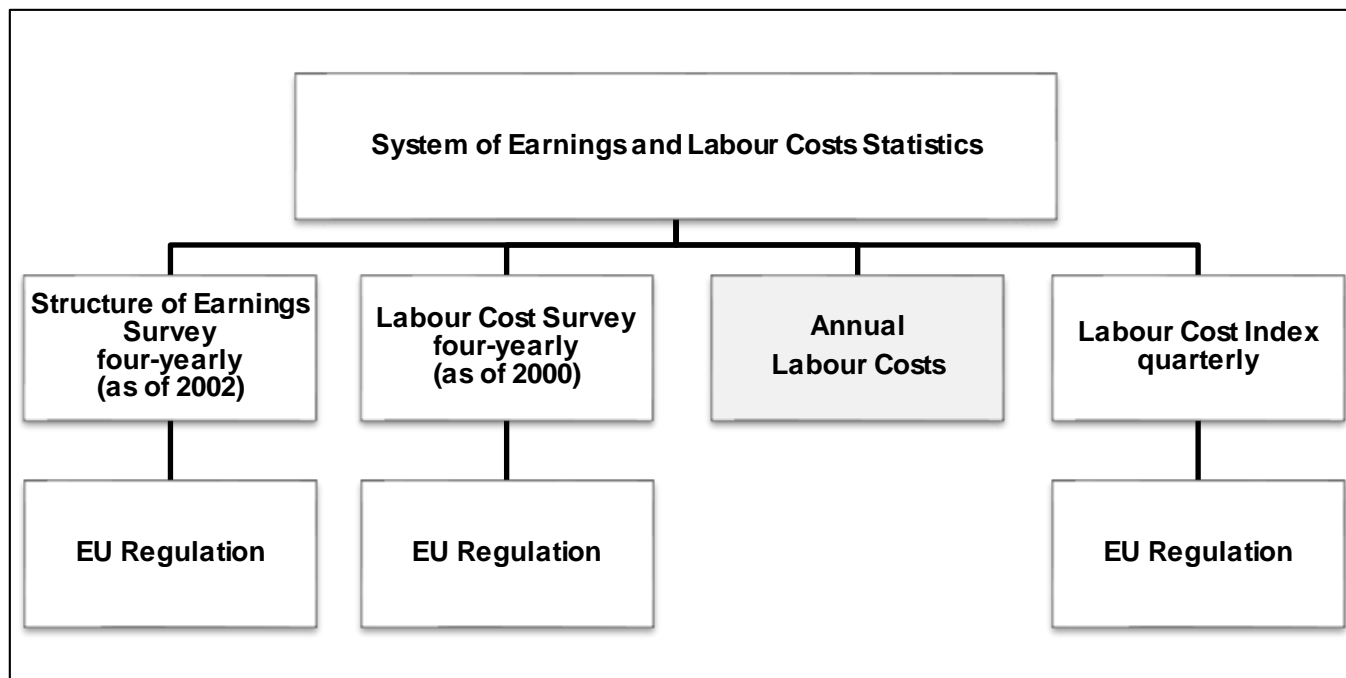 System of Earnings and Labour Costs Statistics
Structure of Earnings
Survey
four-yearly
(as of 2002)
Labour Cost Survey
four-yearly
(as of 2000)
Annual
Labour Costs
Labour Cost Index
quarterly
EU Regulation
EU Regulation
EU Regulation